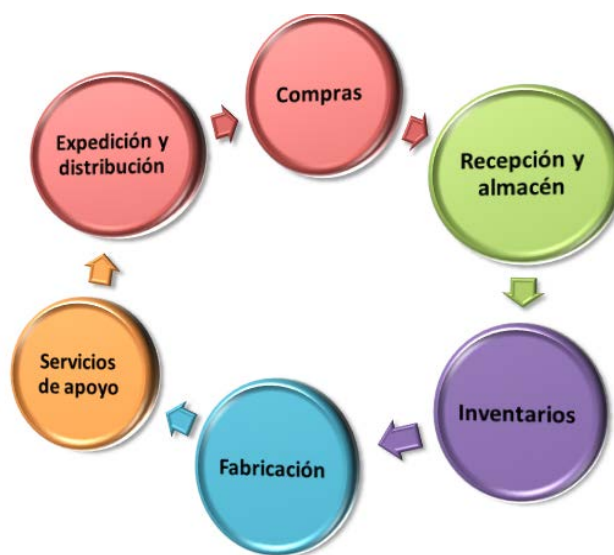 Compras
Recepción y
almacén
Inventarios
Fabricación
Servicios
de apoyo
Expedición y
distribución